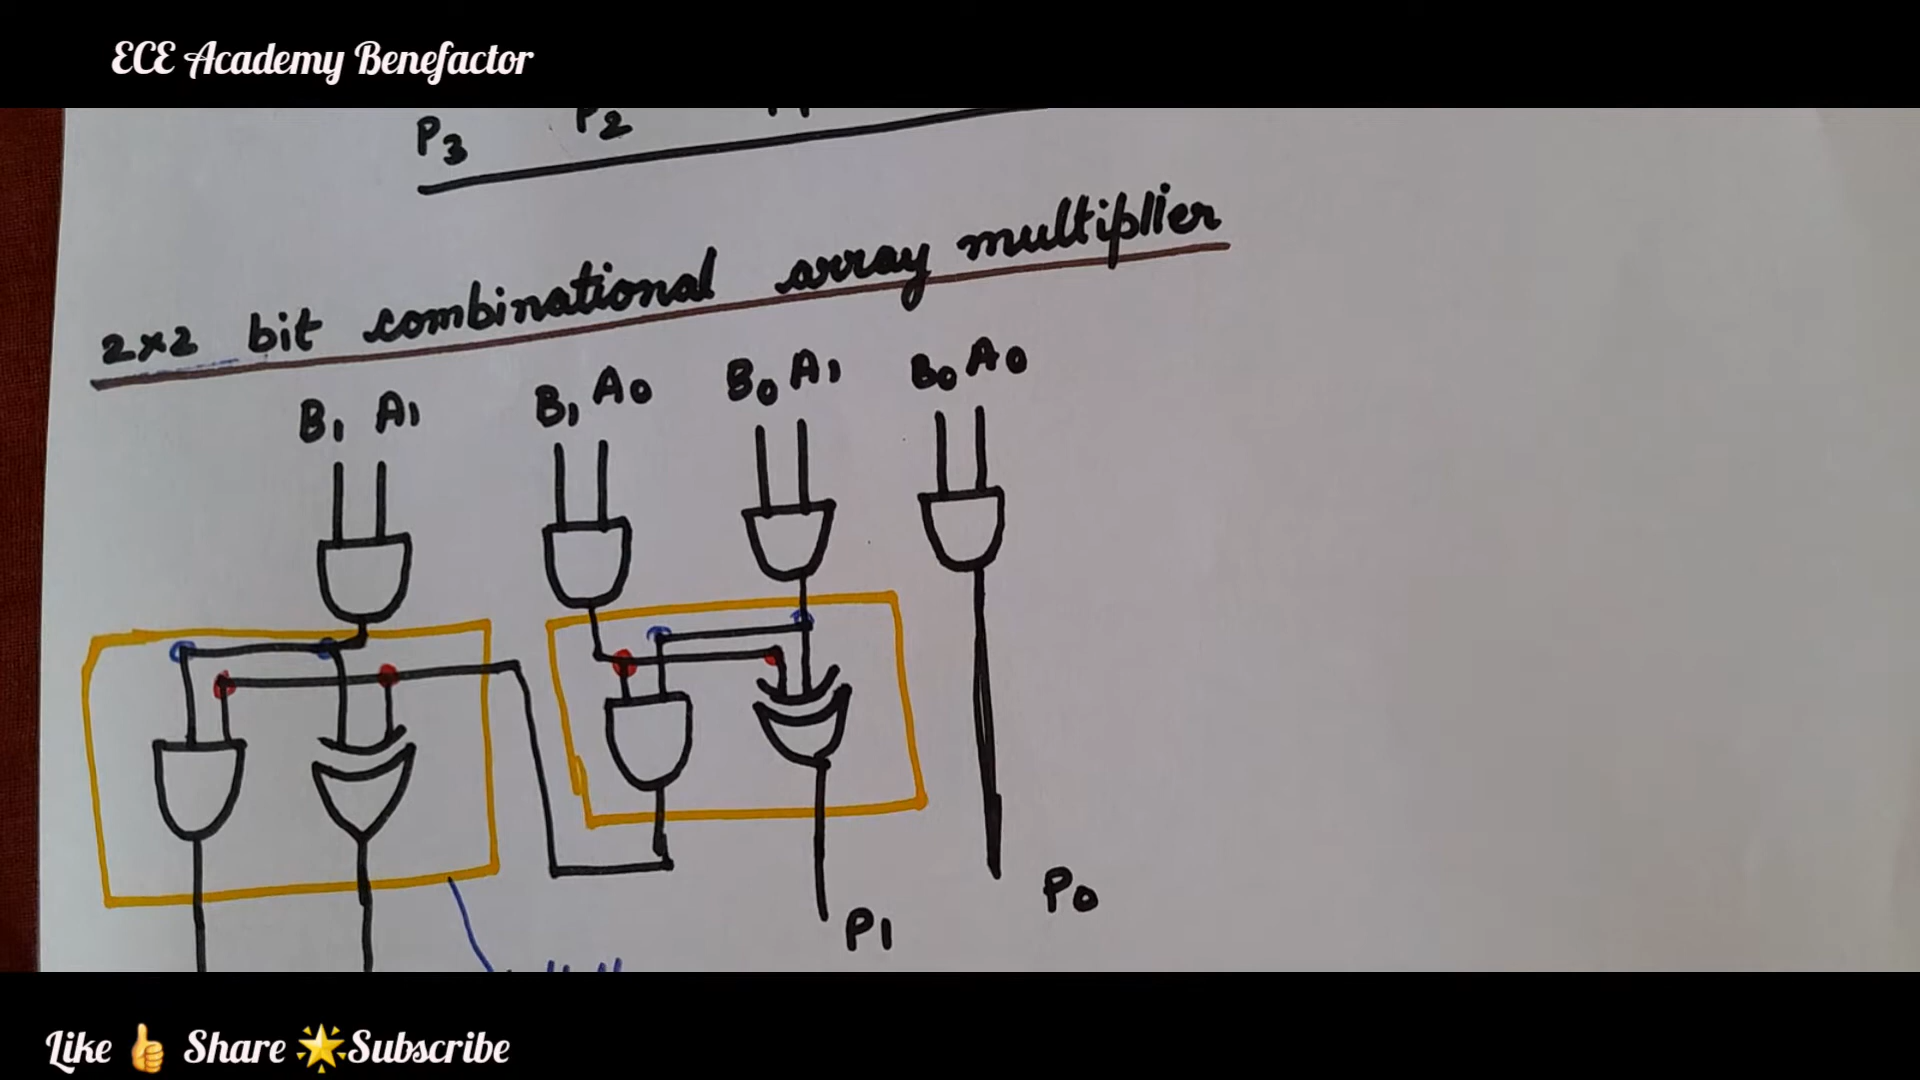 ECE Academy Benefactor
P3 P2
2x2 bit combinational array multiplier
B1 A1 B1 A0 B0 A1 B0 A0
P0
P1
Like 👍 Share 🌟Subscribe